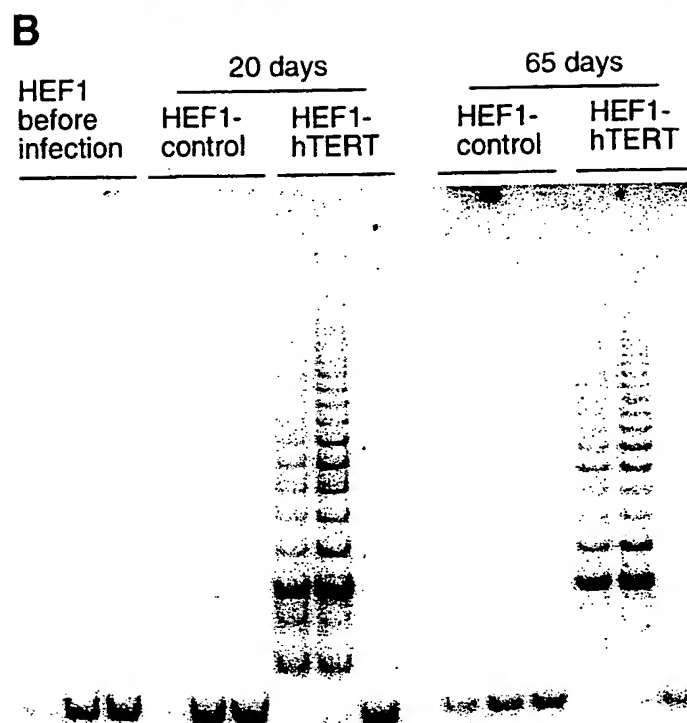 B
20 days
65 days
HEF1
before
infection
HEF1-
control
HEF1-
hTERT
HEF1-
control
HEF1-
hTERT